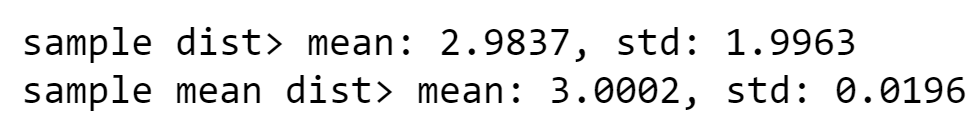 sample dist> mean: 2.9837, std: 1.9963
sample mean dist> mean: 3.0002, std: 0.0196